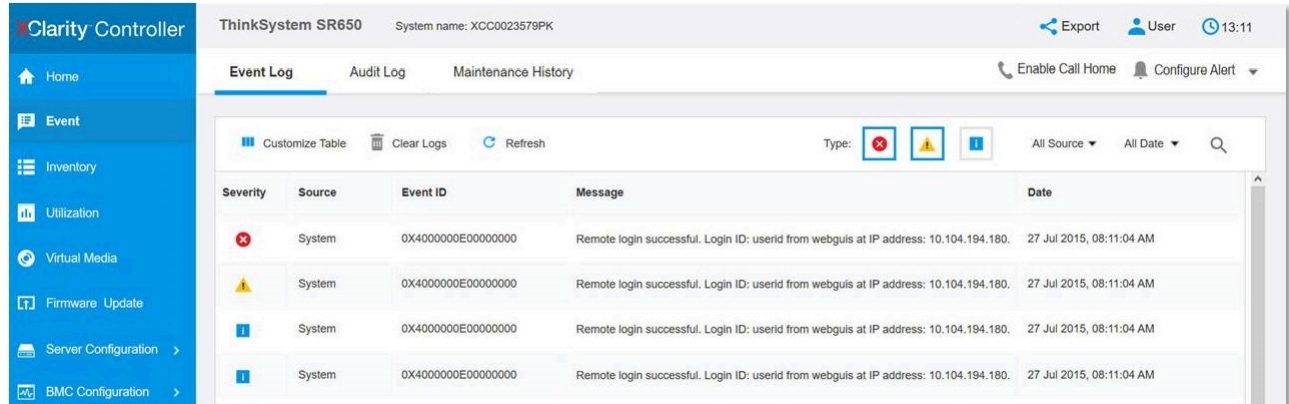 XClarity Controller
ThinkSystem SR650 System name: XCC0023579PK Export User 13:11
Home
Event Log Audit Log Maintenance History Enable Call Home Configure Alert
Event
Customize Table Clear Logs Refresh Type: All Source All Date
Inventory
Severity Source Event ID Message Date
Utilization
System 0X4000000E00000000 Remote login successful. Login ID: userid from webguis at IP address: 10.104.194.180. 27 Jul 2015, 08:11:04 AM
Virtual Media
System 0X4000000E00000000 Remote login successful. Login ID: userid from webguis at IP address: 10.104.194.180. 27 Jul 2015, 08:11:04 AM
Firmware Update
System 0X4000000E00000000 Remote login successful. Login ID: userid from webguis at IP address: 10.104.194.180. 27 Jul 2015, 08:11:04 AM
Server Configuration
System 0X4000000E00000000 Remote login successful. Login ID: userid from webguis at IP address: 10.104.194.180. 27 Jul 2015, 08:11:04 AM
BMC Configuration